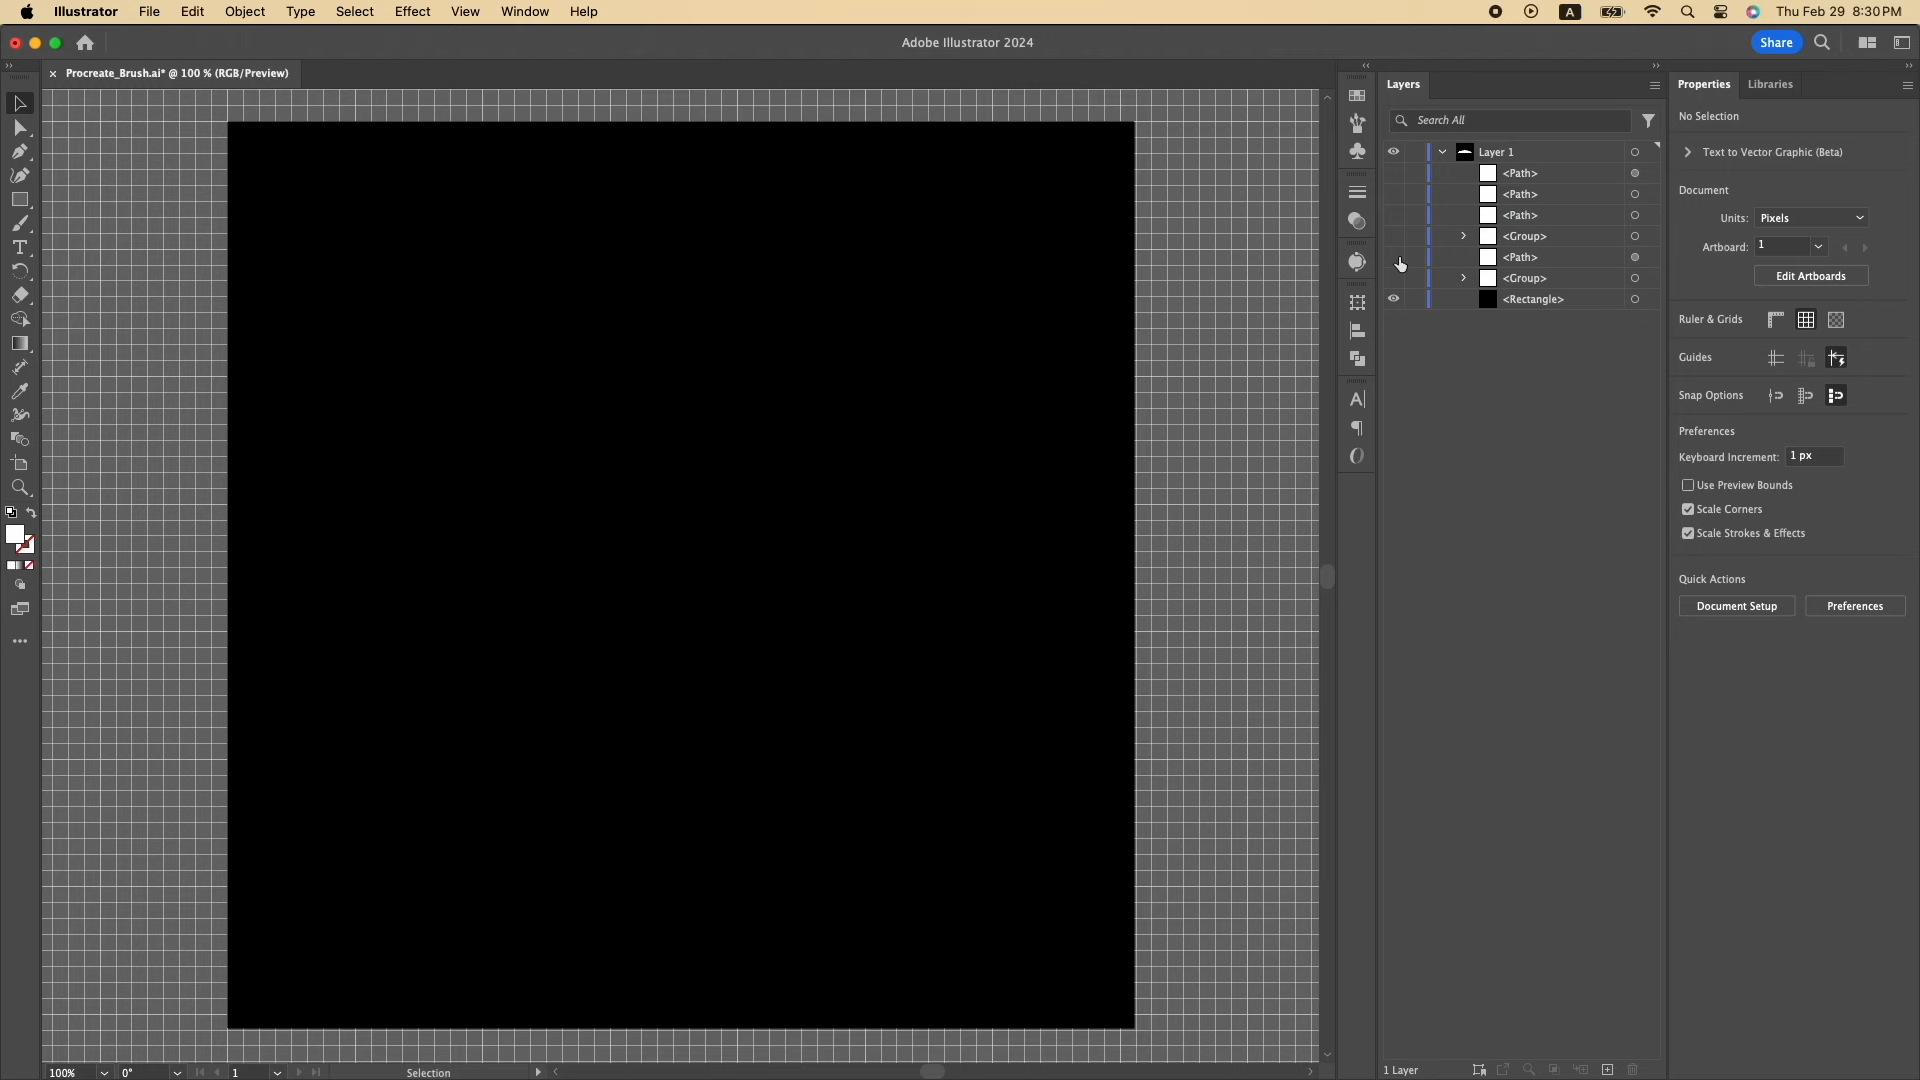 Illustrator File Edit Object Type Select Effect View Window Help A Thu Feb 29 8:30 PM
Adobe Illustrator 2024 Share
Procreate_Brush.ai* @ 100 % (RGB/Preview)
Layers
Search All
Layer 1
<Path>
<Path>
<Path>
<Group>
<Path>
<Group>
<Rectangle>
Properties Libraries
No Selection
Text to Vector Graphic (Beta)
Document
Units: Pixels
Artboard: 1
Edit Artboards
Ruler & Grids
Guides
Snap Options
Preferences
Keyboard Increment: 1 px
Use Preview Bounds
Scale Corners
Scale Strokes & Effects
Quick Actions
Document Setup Preferences
100% 0° 1 Selection
1 Layer